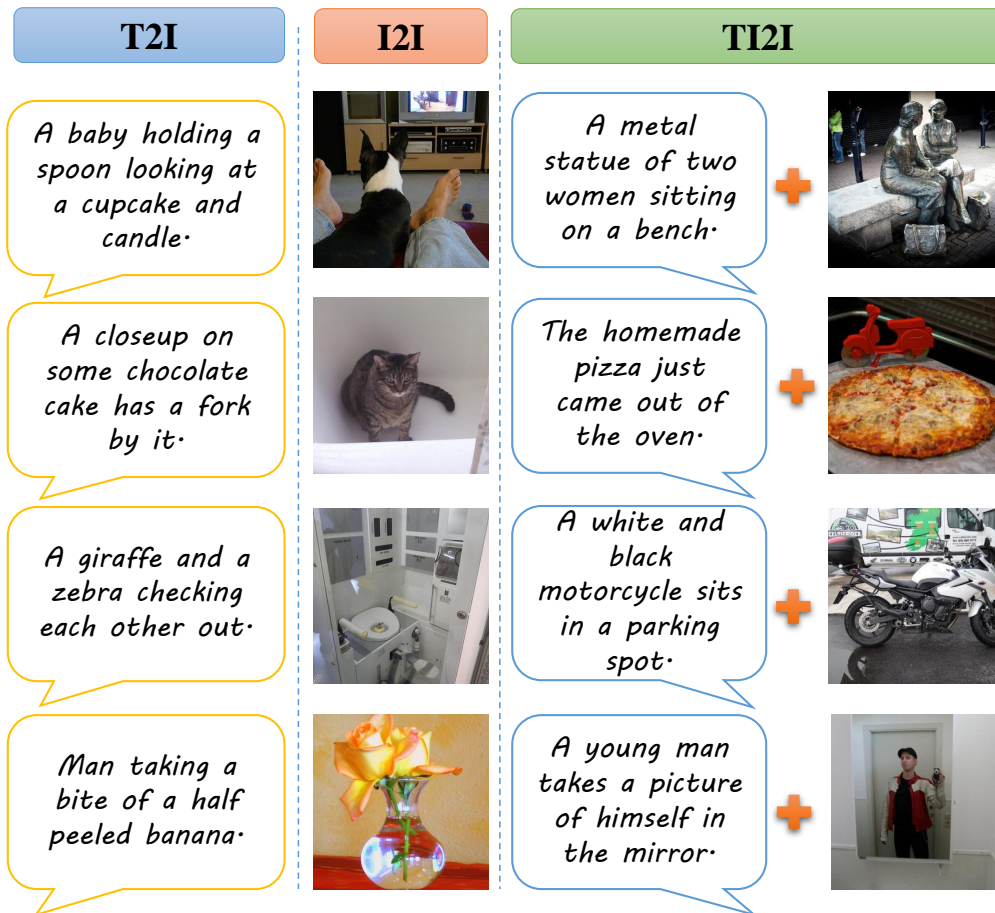 T2I
I2I
TI2I
A baby holding a
spoon looking at
a cupcake and
candle.
A metal
statue of two
women sitting
on a bench.
A closeup on
some chocolate
cake has a fork
by it.
The homemade
pizza just
came out of
the oven.
A giraffe and a
zebra checking
each other out.
A white and
black
motorcycle sits
in a parking
spot.
Man taking a
bite of a half
peeled banana.
A young man
takes a picture
of himself in
the mirror.